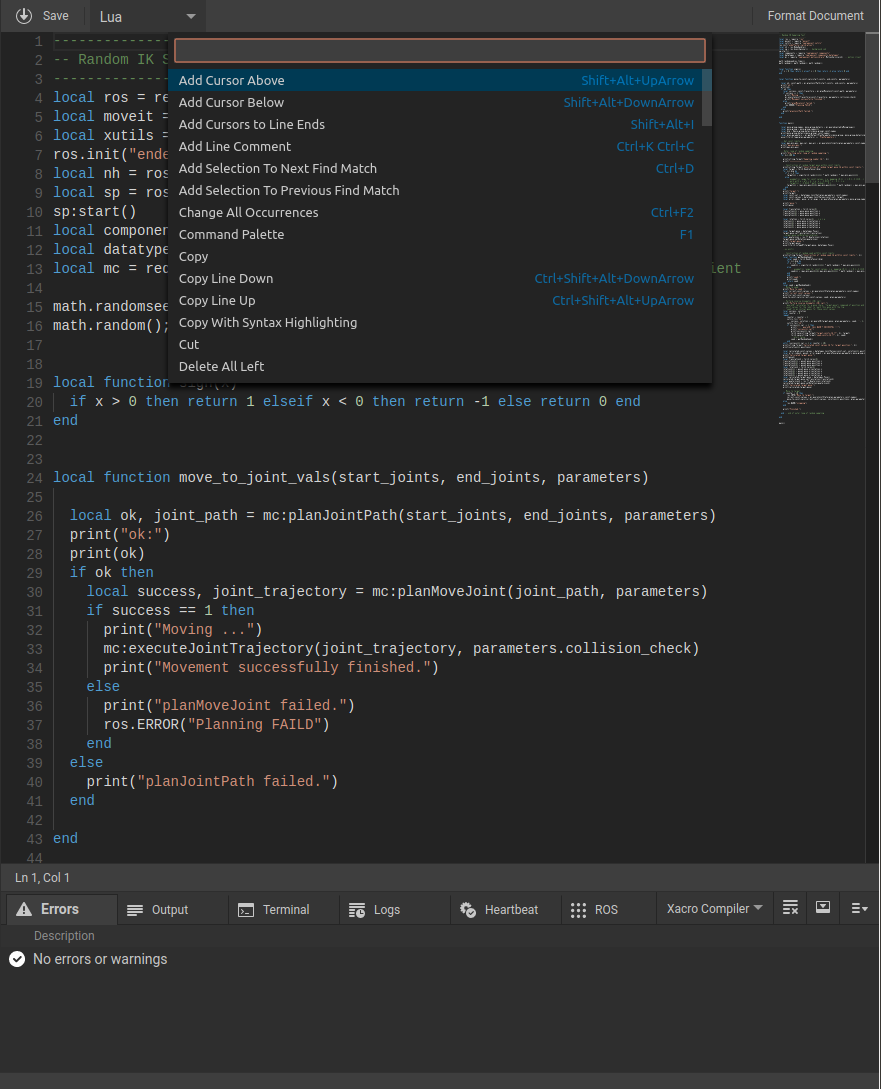 Save
Lua
Format Document
1 ----------------
2 -- Random IK S
3 ----------------
4 local ros = re
5 local moveit =
6 local xutils =
7 ros.init("ende
8 local nh = ros
9 local sp = ros
10 sp:start()
11 local componen
12 local datatype
13 local mc = req
ient
14
15 math.randomsee
16 math.random();
Add Cursor Above Shift+Alt+UpArrow
Add Cursor Below Shift+Alt+DownArrow
Add Cursors to Line Ends Shift+Alt+I
Add Line Comment Ctrl+K Ctrl+C
Add Selection To Next Find Match Ctrl+D
Add Selection To Previous Find Match
Change All Occurrences Ctrl+F2
Command Palette F1
Copy
Copy Line Down Ctrl+Shift+Alt+DownArrow
Copy Line Up Ctrl+Shift+Alt+UpArrow
Copy With Syntax Highlighting
Cut
Delete All Left
17
18
19 local function sign(x)
20 if x > 0 then return 1 elseif x < 0 then return -1 else return 0 end
21 end
22
23
24 local function move_to_joint_vals(start_joints, end_joints, parameters)
25
26 local ok, joint_path = mc:planJointPath(start_joints, end_joints, parameters)
27 print("ok:")
28 print(ok)
29 if ok then
30 local success, joint_trajectory = mc:planMoveJoint(joint_path, parameters)
31 if success == 1 then
32 print("Moving ...")
33 mc:executeJointTrajectory(joint_trajectory, parameters.collision_check)
34 print("Movement successfully finished.")
35 else
36 print("planMoveJoint failed.")
37 ros.ERROR("Planning FAILD")
38 end
39 else
40 print("planJointPath failed.")
41 end
42
43 end
44
Ln 1, Col 1
Errors
Output
Terminal
Logs
Heartbeat
ROS
Xacro Compiler
Description
No errors or warnings